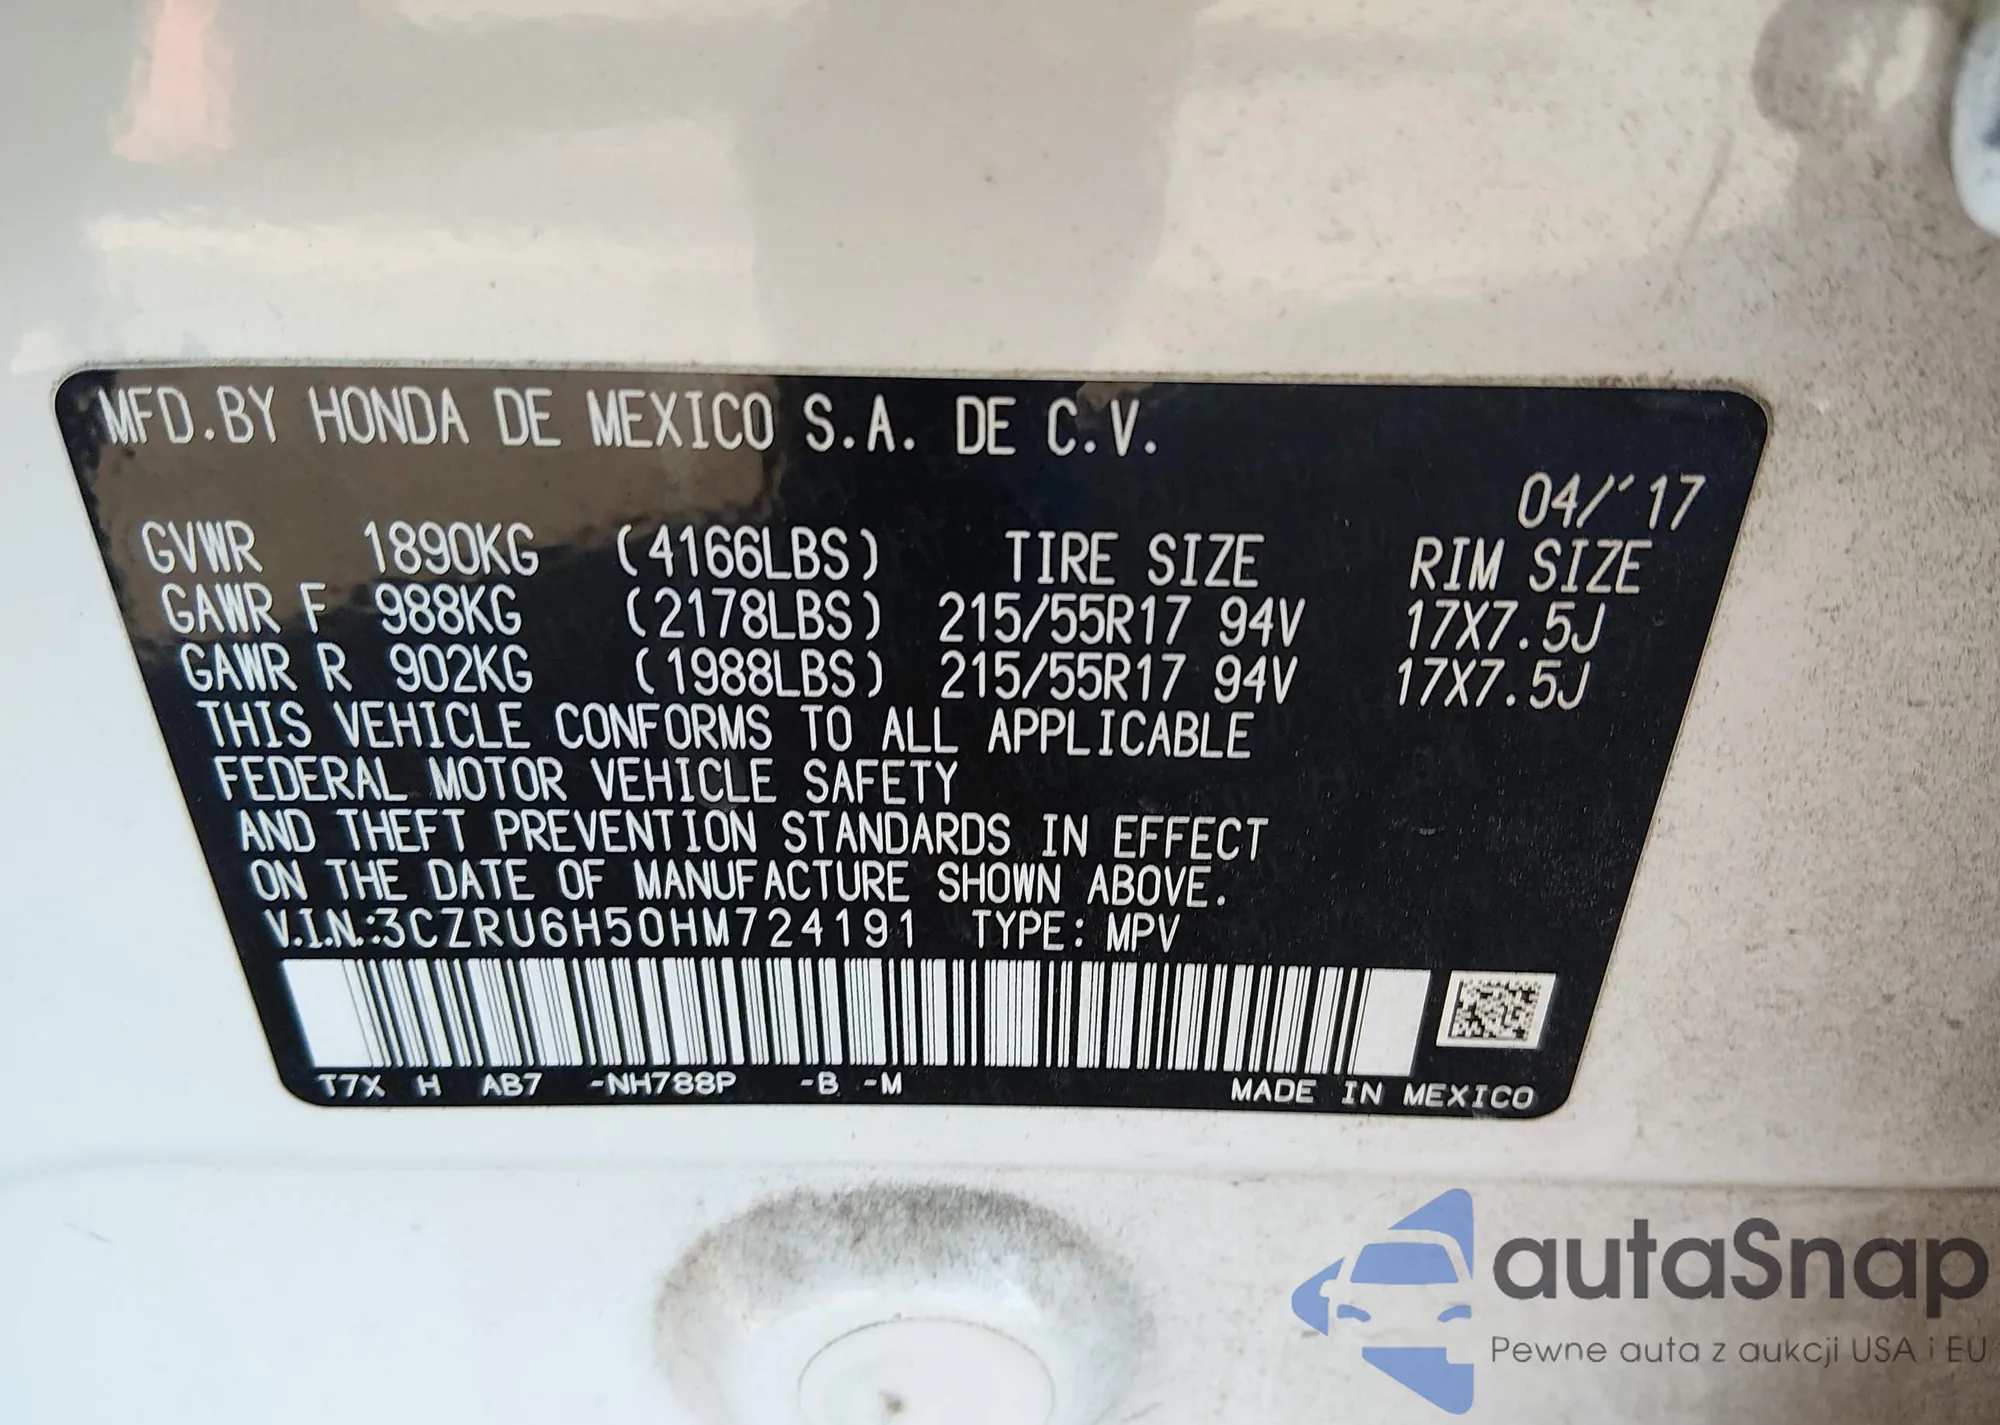 MFD.BY HONDA DE MEXICO S.A. DE C.V.
04/'17
GVWR 1890KG (4166LBS) TIRE SIZE RIM SIZE
GAWR F 988KG (2178LBS) 215/55R17 94V 17X7.5J
GAWR R 902KG (1988LBS) 215/55R17 94V 17X7.5J
THIS VEHICLE CONFORMS TO ALL APPLICABLE
FEDERAL MOTOR VEHICLE SAFETY
AND THEFT PREVENTION STANDARDS IN EFFECT
ON THE DATE OF MANUFACTURE SHOWN ABOVE.
V.I.N.:3CZRU6H50HM724191 TYPE: MPV
T7X H AB7 -NH788P -B -M MADE IN MEXICO
autaSnap
Pewne auta z aukcji USA i EU